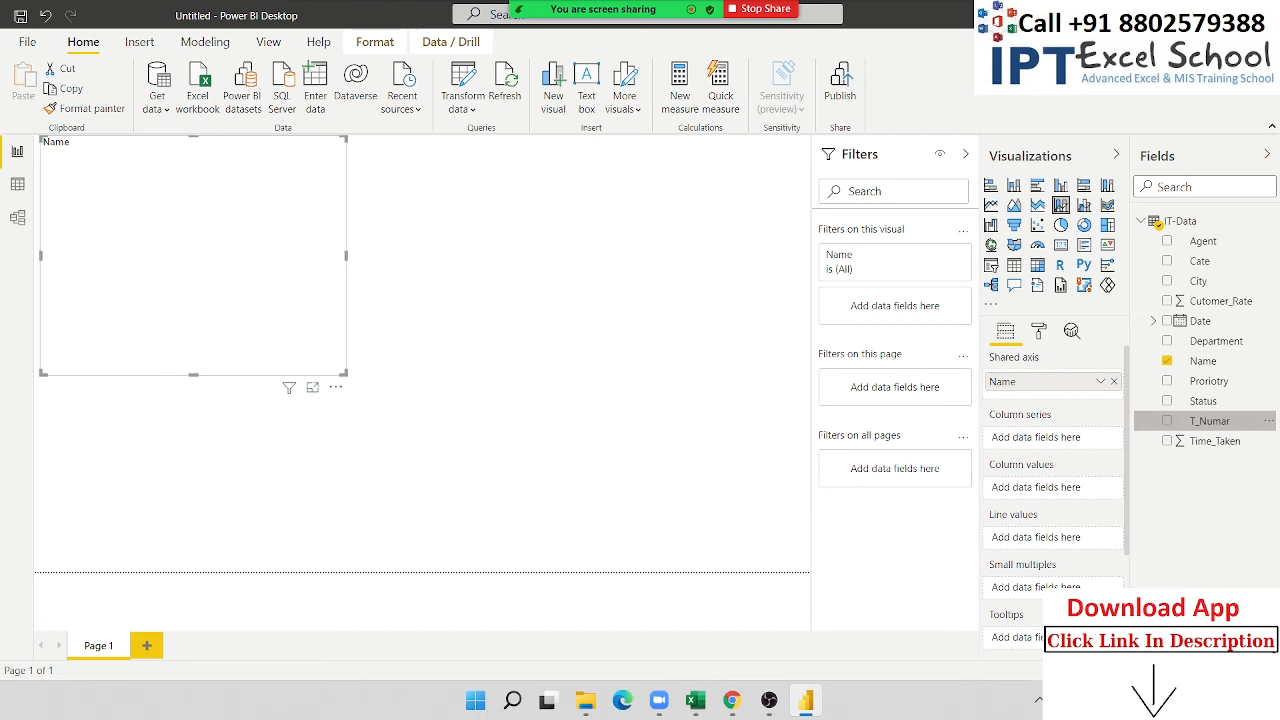 Untitled - Power BI Desktop
You are screen sharing
Stop Share
Call +91 8802579388
IPT Excel School
Advanced Excel & MIS Training School
File
Home
Insert
Modeling
View
Help
Format
Data / Drill
Paste
Cut
Copy
Format painter
Get data
Excel workbook
Power BI datasets
SQL Server
Enter data
Dataverse
Recent sources
Transform data
Refresh
New visual
Text box
More visuals
New measure
Quick measure
Sensitivity (preview)
Publish
Clipboard
Data
Queries
Insert
Calculations
Sensitivity
Share
Name
Filters
Search
Filters on this visual
Name
is (All)
Add data fields here
Filters on this page
Add data fields here
Filters on all pages
Add data fields here
Visualizations
R
Py
123
Shared axis
Name
Column series
Add data fields here
Column values
Add data fields here
Line values
Add data fields here
Small multiples
Add data fields here
Tooltips
Fields
Search
IT-Data
Agent
Cate
City
Cutomer_Rate
Date
Department
Name
Proriotry
Status
T_Numar
Time_Taken
Download App
Click Link In Description
Page 1
Page 1 of 1